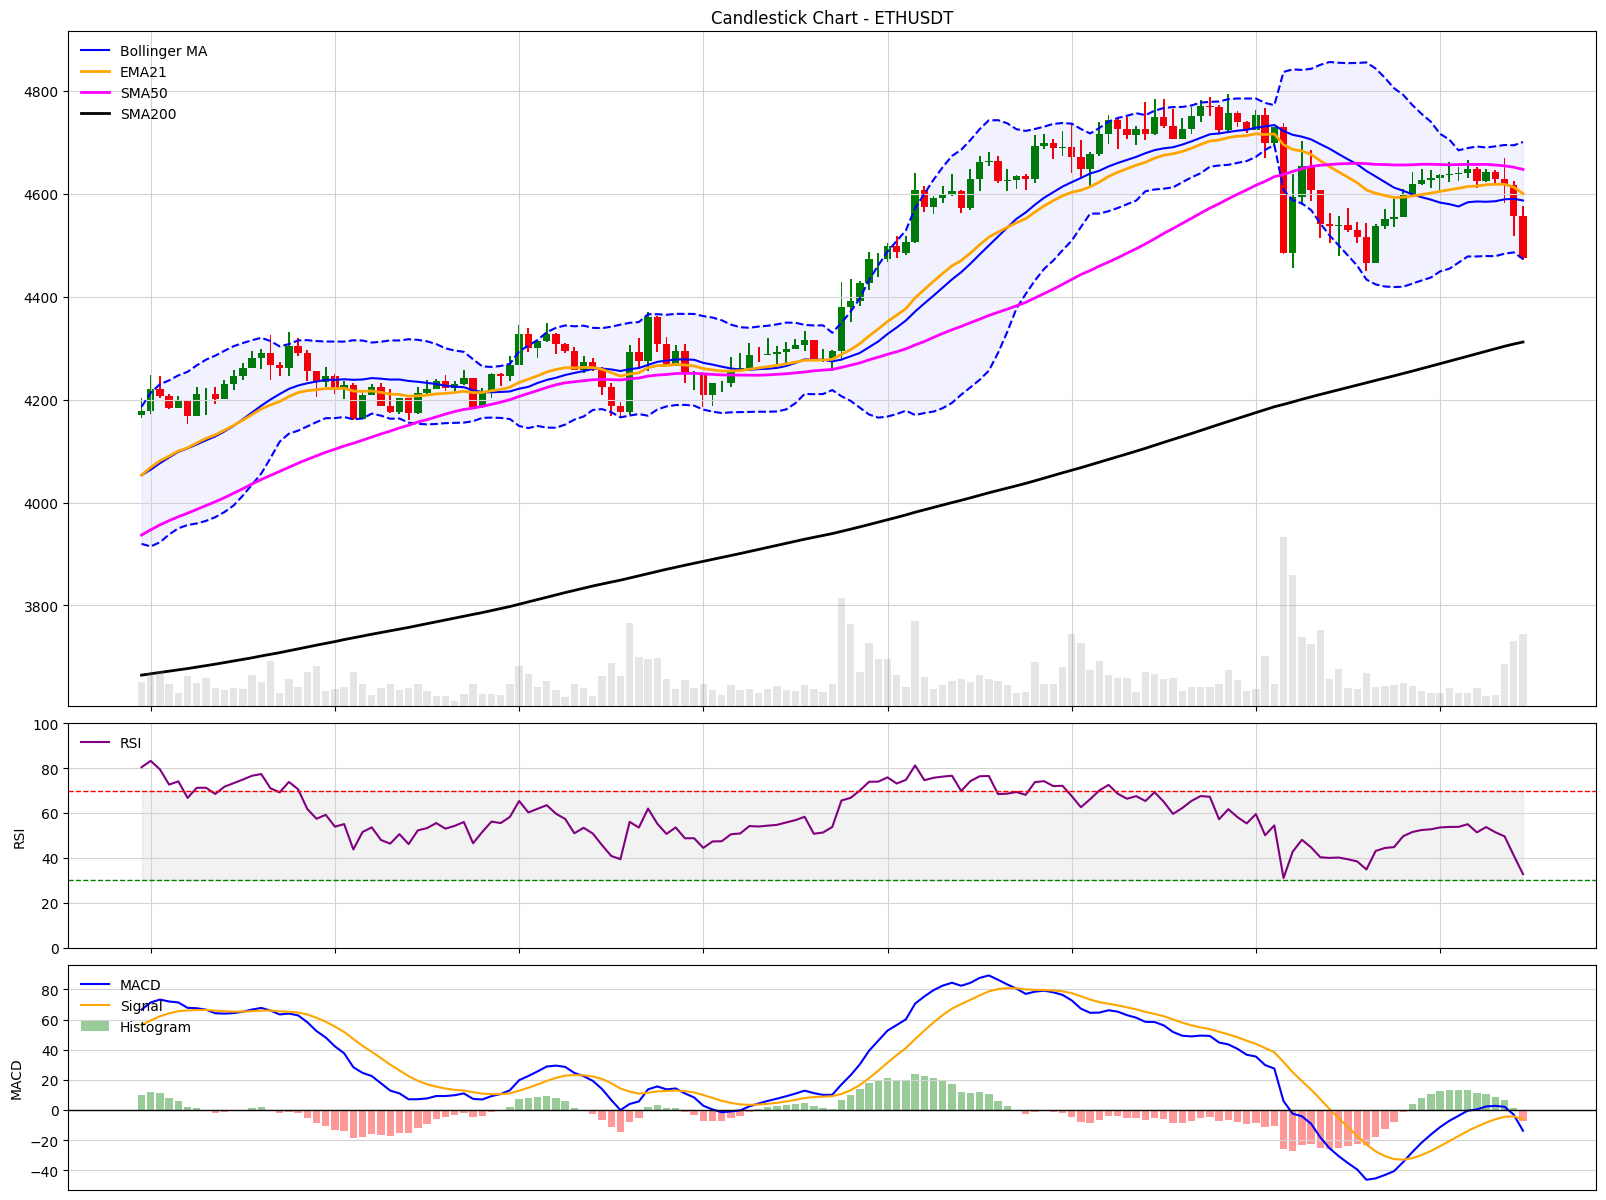 Candlestick Chart - ETHUSDT
Bollinger MA
EMA21
SMA50
SMA200
4800
4600
4400
4200
4000
3800
RSI
100
80
60
40
20
0
RSI
MACD
Signal
Histogram
80
60
40
20
0
−20
−40
MACD